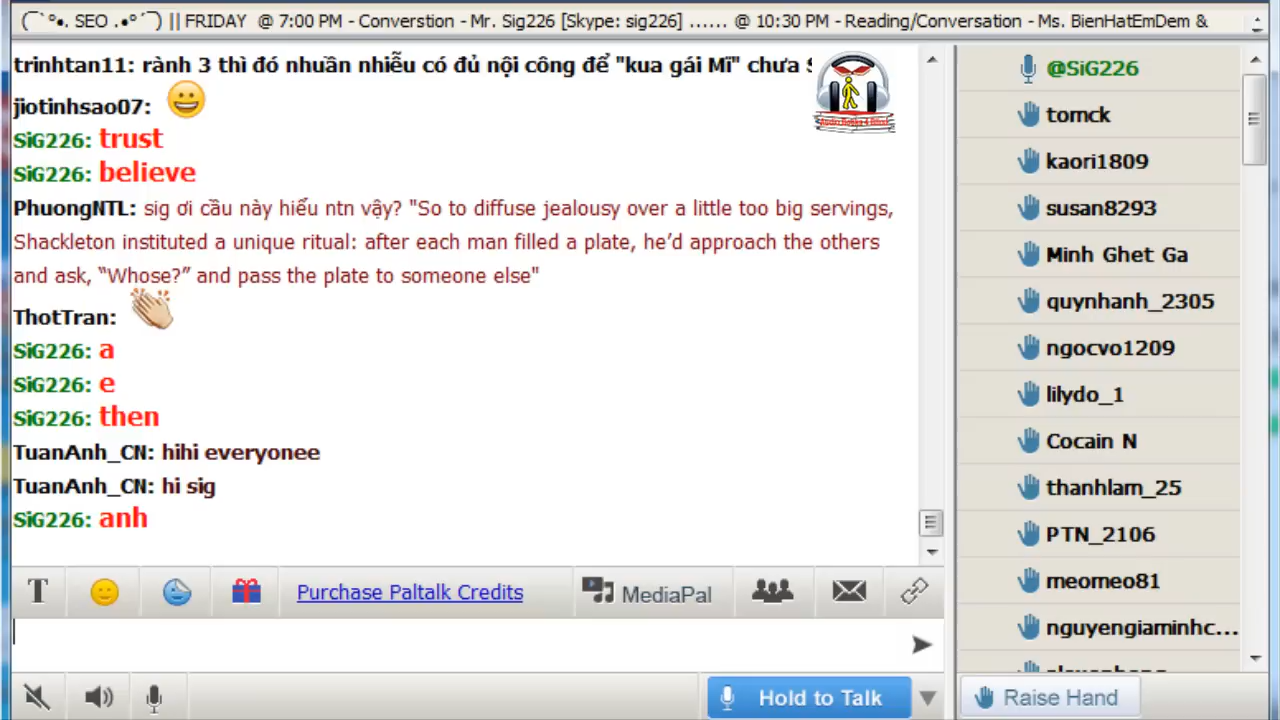 (¯`°•. SEO .•°´¯) || FRIDAY @ 7:00 PM - Converstion - Mr. Sig226 [Skype: sig226] ...... @ 10:30 PM - Reading/Conversation - Ms. BienHatEmDem &
trinhtan11: rành 3 thì đó nhuần nhiễu có đủ nội công để "kua gái Mĩ" chưa
jiotinhsao07:
SiG226: trust
SiG226: believe
PhuongNTL: sig ơi cầu này hiểu ntn vậy? "So to diffuse jealousy over a little too big servings,
Shackleton instituted a unique ritual: after each man filled a plate, he’d approach the others
and ask, “Whose?” and pass the plate to someone else"
ThotTran:
SiG226: a
SiG226: e
SiG226: then
TuanAnh_CN: hihi everyonee
TuanAnh_CN: hi sig
SiG226: anh
T
Purchase Paltalk Credits
MediaPal
Hold to Talk
@SiG226
tomck
kaori1809
susan8293
Minh Ghet Ga
quynhanh_2305
ngocvo1209
lilydo_1
Cocain N
thanhlam_25
PTN_2106
meomeo81
nguyengiaminhc...
Raise Hand